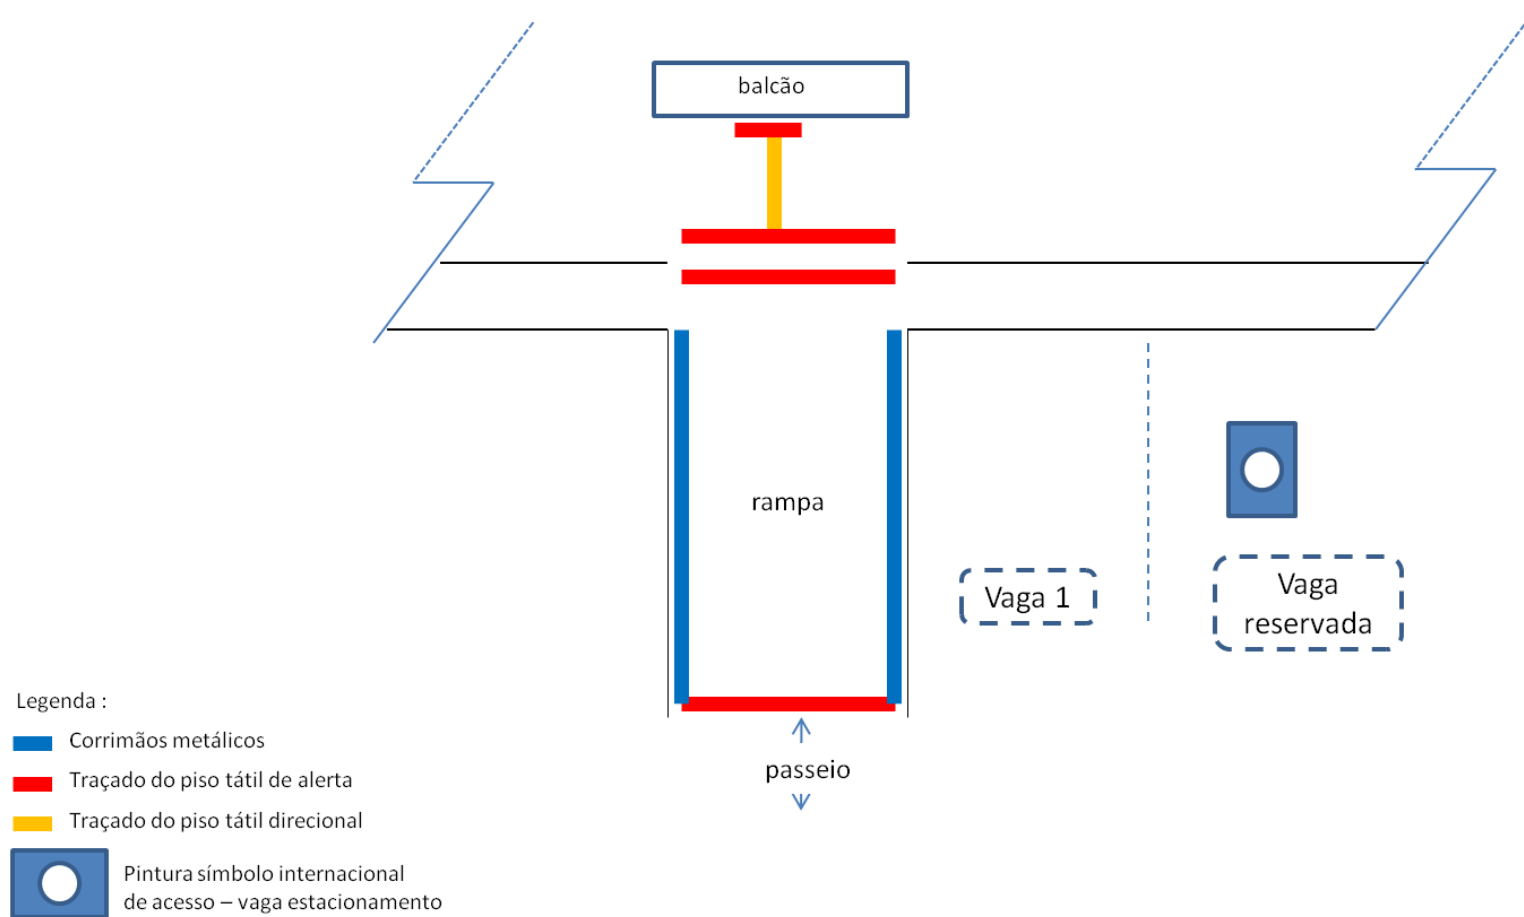 balcão
rampa
Vaga 1
Vaga
reservada
passeio
Legenda :
Corrimãos metálicos
Traçado do piso tátil de alerta
Traçado do piso tátil direcional
Pintura símbolo internacional
de acesso – vaga estacionamento